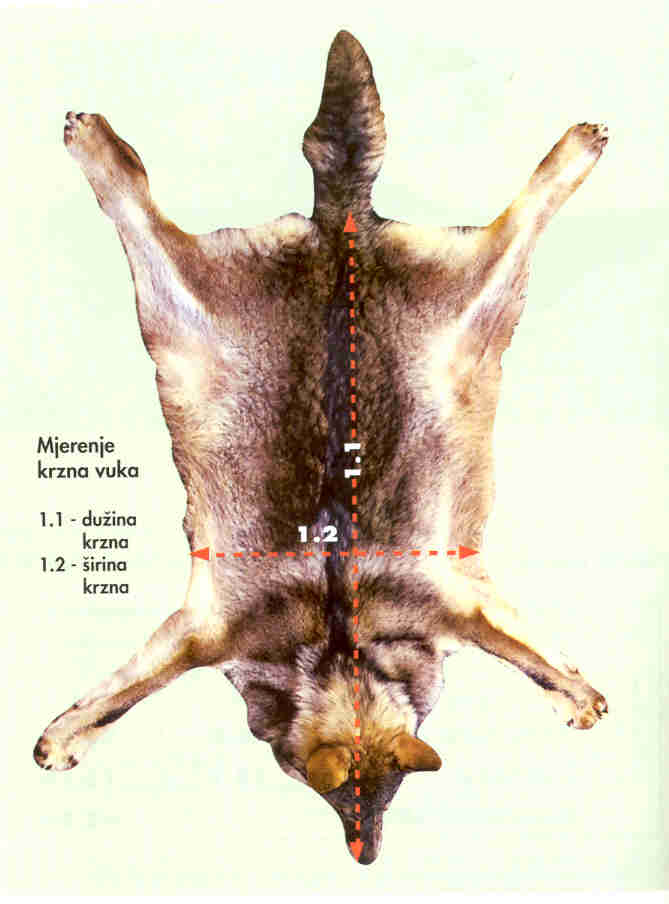 1.1
1.2
Mjerenje
krzna vuka
1.1 - dužina
krzna
1.2 - širina
krzna